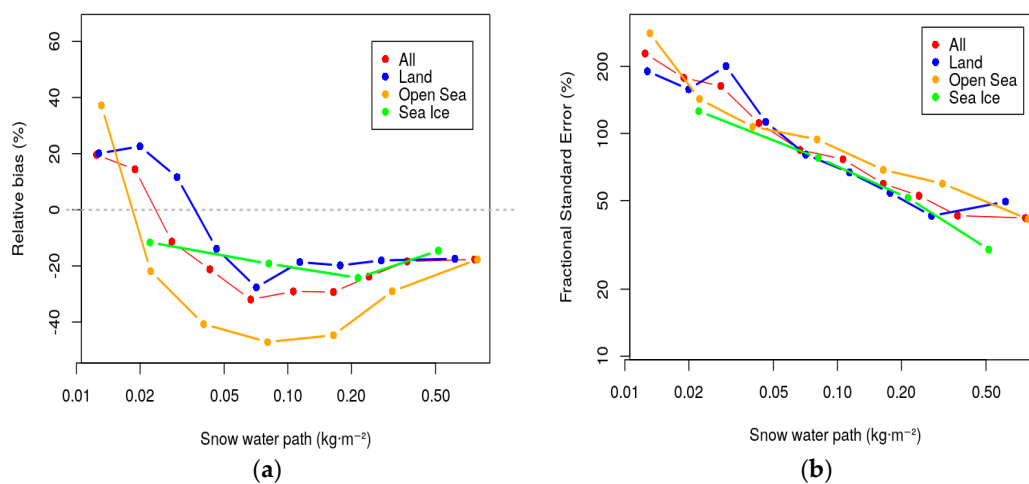 Relative bias (%)
60
40
20
0
-20
-40
All
Land
Open Sea
Sea Ice
0.01
0.02
0.05
0.10
0.20
0.50
Snow water path (kg·m⁻²)
(a)
Fractional Standard Error (%)
200
100
50
20
10
All
Land
Open Sea
Sea Ice
0.01
0.02
0.05
0.10
0.20
0.50
Snow water path (kg·m⁻²)
(b)